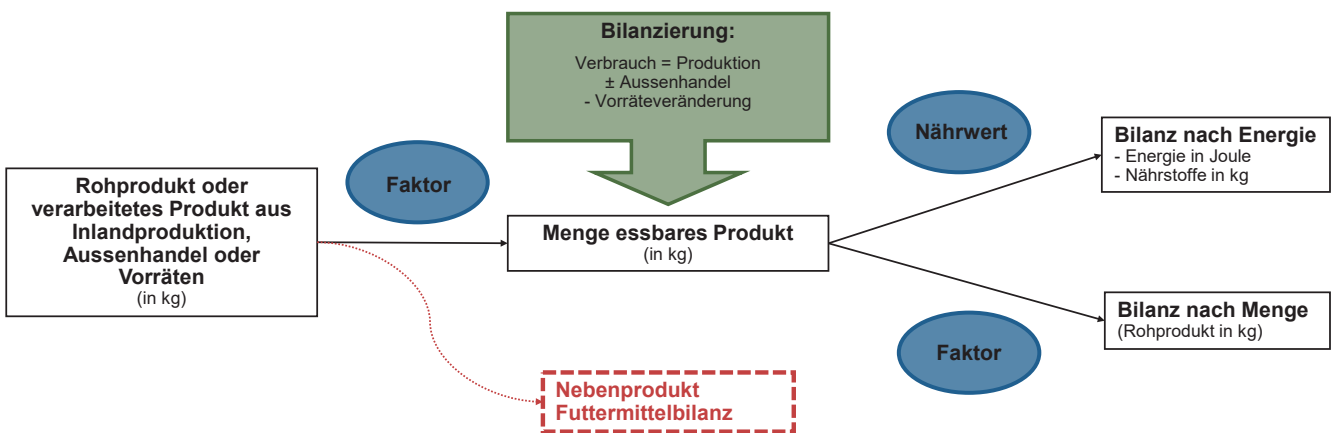 Bilanzierung:
Verbrauch = Produktion
± Aussenhandel
- Vorräteveränderung
Nährwert
Bilanz nach Energie
- Energie in Joule
- Nährstoffe in kg
Faktor
Rohprodukt oder
verarbeitetes Produkt aus
Inlandproduktion,
Aussenhandel oder
Vorräten
(in kg)
Menge essbares Produkt
(in kg)
Bilanz nach Menge
(Rohprodukt in kg)
Faktor
Nebenprodukt
Futtermittelbilanz